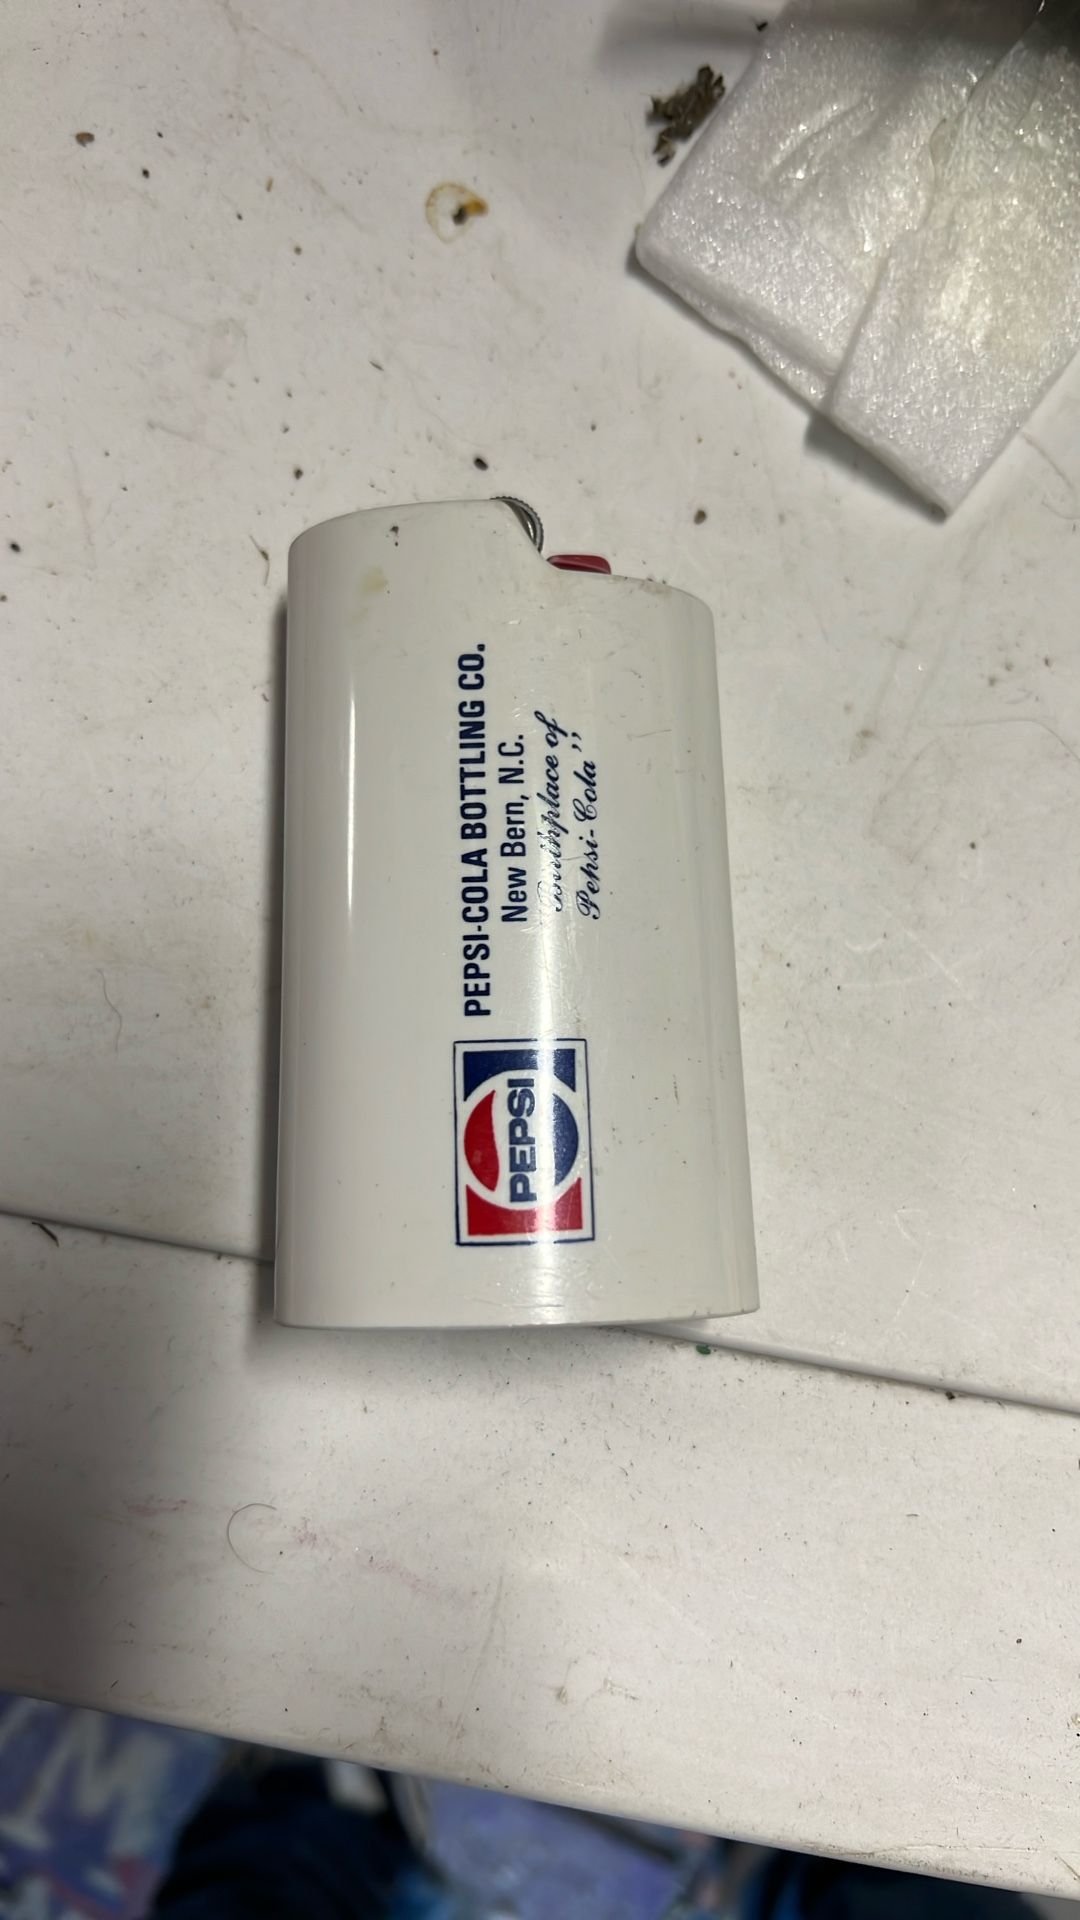 PEPSI-COLA BOTTLING CO.
New Bern, N.C.
"Birthplace of
Pepsi-Cola"
PEPSI